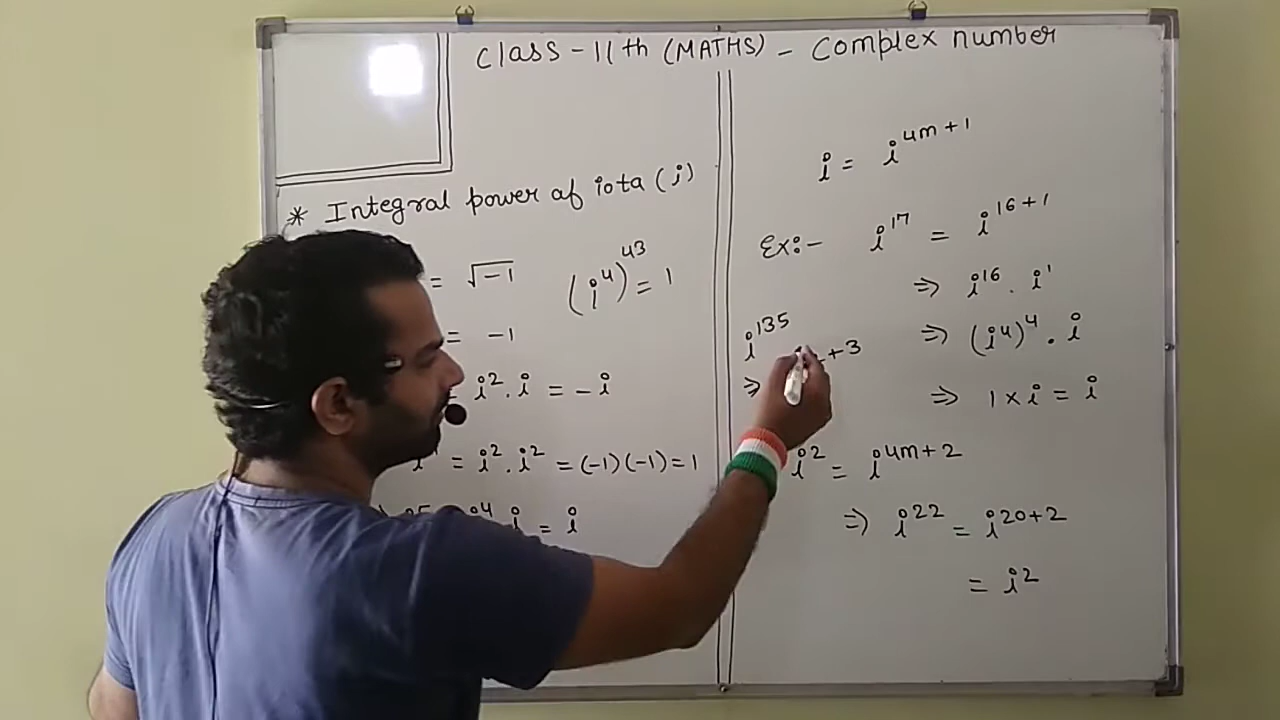 Class - 11th (MATHS) - Complex number
* Integral power of iota (i)
= √-1
(i⁴)⁴³ = 1
= -1
= i². i = -i
= i². i² = (-1)(-1) = 1
i⁴ i = i
i = i⁴ᵐ⁺¹
Ex:- i¹⁷ = i¹⁶⁺¹
⇒ i¹⁶. i¹
⇒ (i⁴)⁴. i
⇒ 1 × i = i
i¹³⁵
⇒ +3
i² = i⁴ᵐ⁺²
⇒ i²² = i²⁰⁺²
= i²